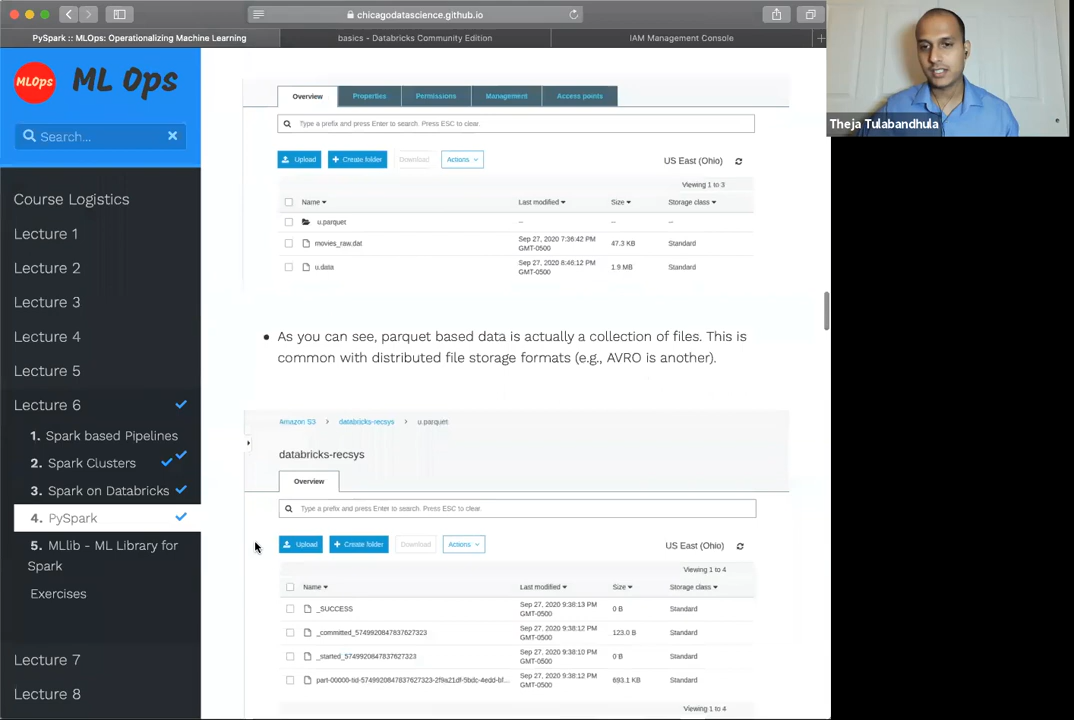 chicagodatascience.github.io
PySpark :: MLOps: Operationalizing Machine Learning
basics - Databricks Community Edition
IAM Management Console
MLOps
ML Ops
Search...
Course Logistics
Lecture 1
Lecture 2
Lecture 3
Lecture 4
Lecture 5
Lecture 6
1. Spark based Pipelines
2. Spark Clusters
3. Spark on Databricks
4. PySpark
5. MLlib - ML Library for
Spark
Exercises
Lecture 7
Lecture 8
Overview
Properties
Permissions
Management
Access points
Type a prefix and press Enter to search. Press ESC to clear.
Upload
Create folder
Download
Actions
US East (Ohio)
Viewing 1 to 3
Name Last modified Size Storage class
u.parquet -- -- --
movies_raw.dat Sep 27, 2020 7:36:42 PM GMT-0500 47.3 KB Standard
u.data Sep 27, 2020 8:46:12 PM GMT-0500 1.9 MB Standard
As you can see, parquet based data is actually a collection of files. This is
common with distributed file storage formats (e.g., AVRO is another).
Amazon S3 > databricks-recsys > u.parquet
databricks-recsys
Overview
Type a prefix and press Enter to search. Press ESC to clear.
Upload
Create folder
Download
Actions
US East (Ohio)
Viewing 1 to 4
Name Last modified Size Storage class
_SUCCESS Sep 27, 2020 9:38:13 PM GMT-0500 0 B Standard
_committed_5749920847837627323 Sep 27, 2020 9:38:12 PM GMT-0500 123.0 B Standard
_started_5749920847837627323 Sep 27, 2020 9:38:10 PM GMT-0500 0 B Standard
part-00000-tid-5749920847837627323-2f9a21df-5bdc-4edd-bf... Sep 27, 2020 9:38:12 PM GMT-0500 693.1 KB Standard
Viewing 1 to 4
Theja Tulabandhula